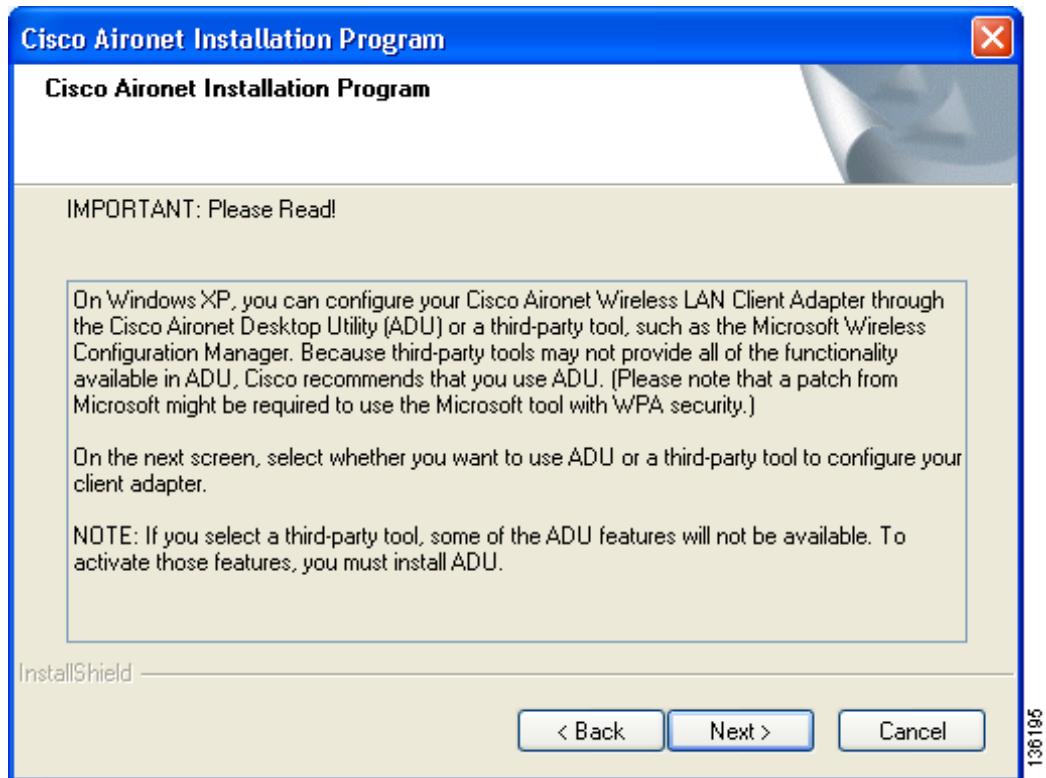 Cisco Aironet Installation Program
Cisco Aironet Installation Program
IMPORTANT: Please Read!
On Windows XP, you can configure your Cisco Aironet Wireless LAN Client Adapter through
the Cisco Aironet Desktop Utility (ADU) or a third-party tool, such as the Microsoft Wireless
Configuration Manager. Because third-party tools may not provide all of the functionality
available in ADU, Cisco recommends that you use ADU. (Please note that a patch from
Microsoft might be required to use the Microsoft tool with WPA security.)
On the next screen, select whether you want to use ADU or a third-party tool to configure your
client adapter.
NOTE: If you select a third-party tool, some of the ADU features will not be available. To
activate those features, you must install ADU.
InstallShield
< Back
Next >
Cancel
136195